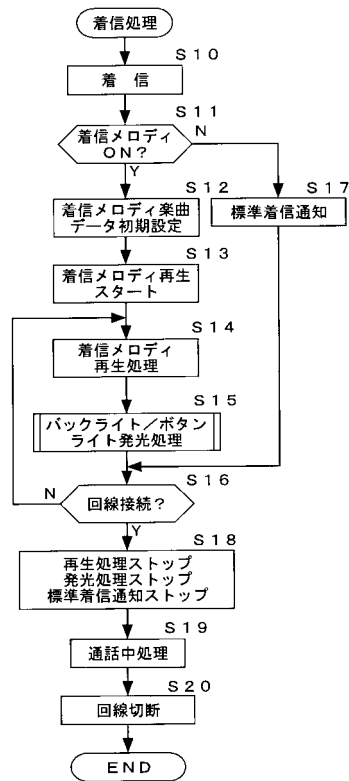 着信処理
S10
着 信
S11
着信メロディ
ON?
N
Y
S12
着信メロディ楽曲
データ初期設定
S17
標準着信通知
S13
着信メロディ再生
スタート
S14
着信メロディ
再生処理
S15
バックライト/ボタン
ライト発光処理
S16
N
回線接続?
Y
S18
再生処理ストップ
発光処理ストップ
標準着信通知ストップ
S19
通話中処理
S20
回線切断
END